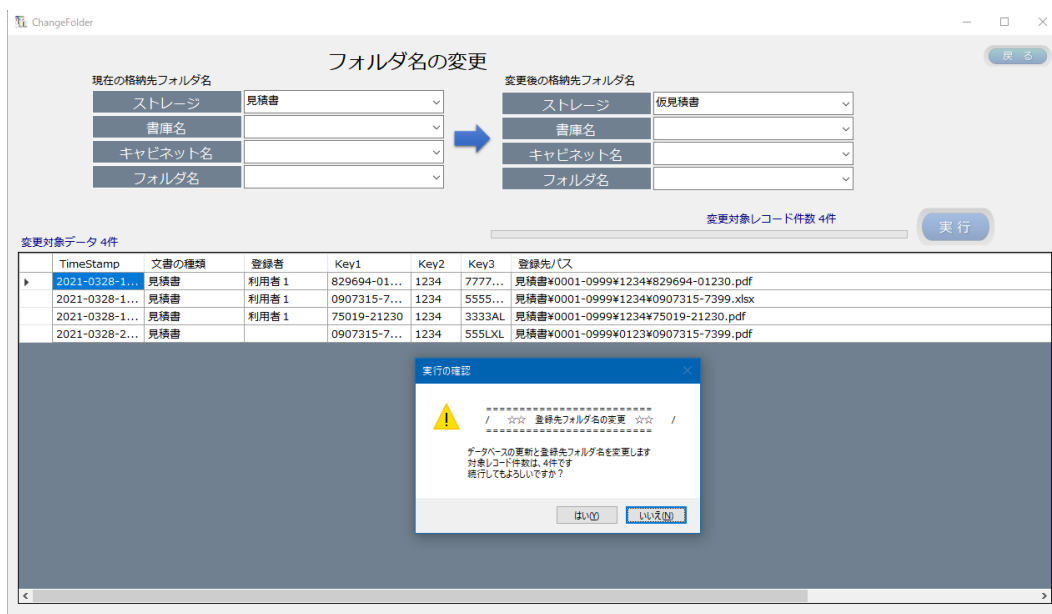 ChangeFolder
フォルダ名の変更
戻 る
現在の格納先フォルダ名
変更後の格納先フォルダ名
ストレージ 見積書
ストレージ 仮見積書
書庫名
書庫名
キャビネット名
キャビネット名
フォルダ名
フォルダ名
変更対象レコード件数 4件
実 行
変更対象データ 4件
TimeStamp 文書の種類 登録者 Key1 Key2 Key3 登録先パス
2021-0328-1... 見積書 利用者1 829694-01... 1234 7777... 見積書¥0001-0999¥1234¥829694-01230.pdf
2021-0328-1... 見積書 利用者1 0907315-7... 1234 5555... 見積書¥0001-0999¥1234¥0907315-7399.xlsx
2021-0328-1... 見積書 利用者1 75019-21230 1234 3333AL 見積書¥0001-0999¥1234¥75019-21230.pdf
2021-0328-2... 見積書 0907315-7... 1234 555LXL 見積書¥0001-0999¥0123¥0907315-7399.pdf
実行の確認
==========================
/ ☆☆ 登録先フォルダ名の変更 ☆☆ /
==========================
データベースの更新と登録先フォルダ名を変更します
対象レコード件数は、4件です
続行してもよろしいですか？
はい(Y) いいえ(N)